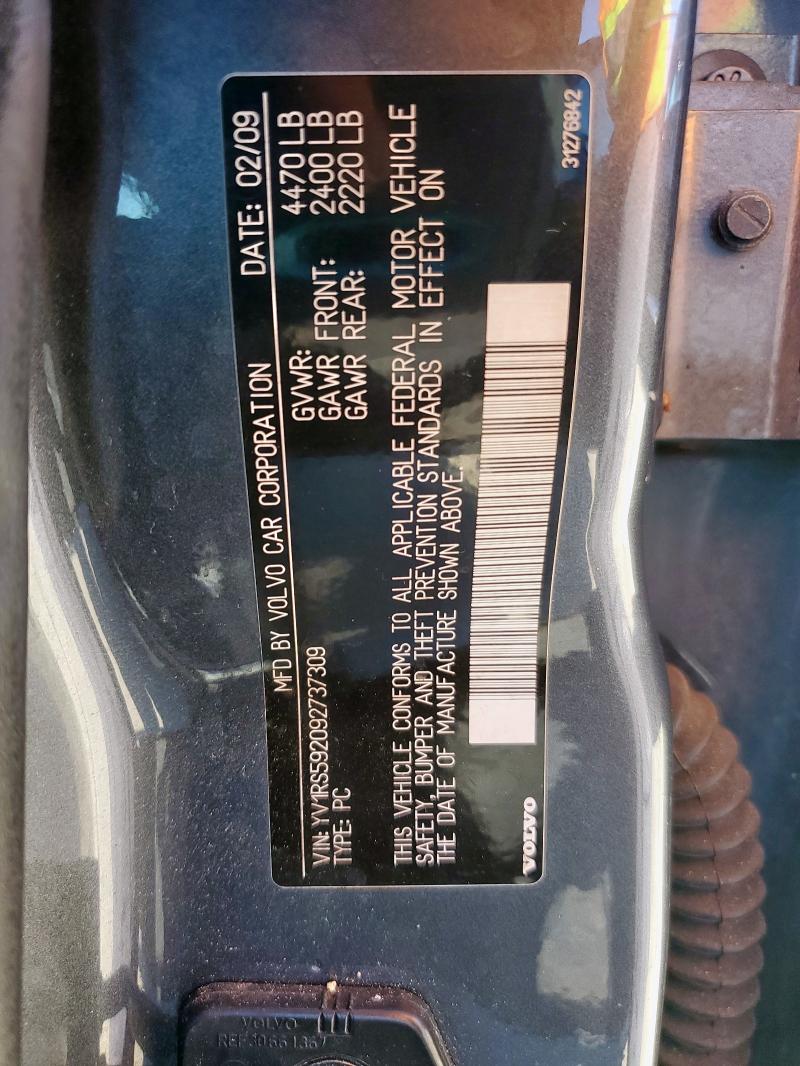 MFD BY VOLVO CAR CORPORATION DATE: 02/09
VIN: YV1RS592092737309
TYPE: PC
GVWR: 4470 LB
GAWR FRONT: 2400 LB
GAWR REAR: 2220 LB
THIS VEHICLE CONFORMS TO ALL APPLICABLE FEDERAL MOTOR VEHICLE
SAFETY, BUMPER AND THEFT PREVENTION STANDARDS IN EFFECT ON
THE DATE OF MANUFACTURE SHOWN ABOVE.
VOLVO
31276842
VOLVO
REF 30661367